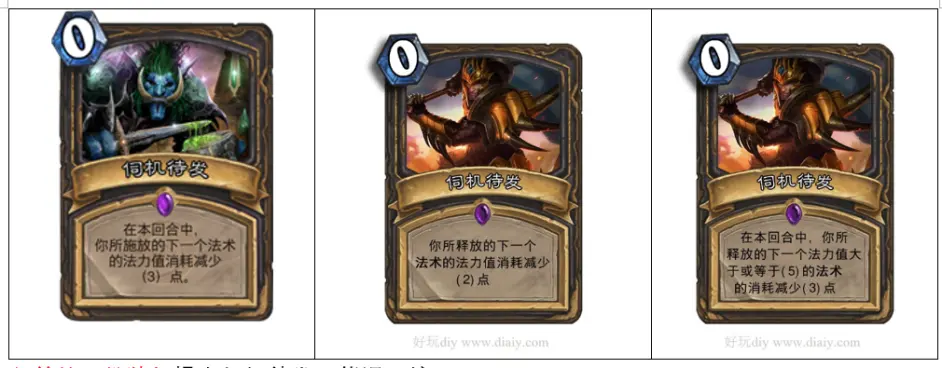 0
伺机待发
在本回合中,
你所施放的下一个法术
的法力值消耗减少
(3) 点。
0
伺机待发
你所释放的下一个
法术的法力值消耗减少
(2)点
好玩diy www.diaiy.com
0
伺机待发
在本回合中, 你所
释放的下一个法力值大
于或等于(5)的法术
的消耗减少(3)点
好玩diy www.diaiy.com